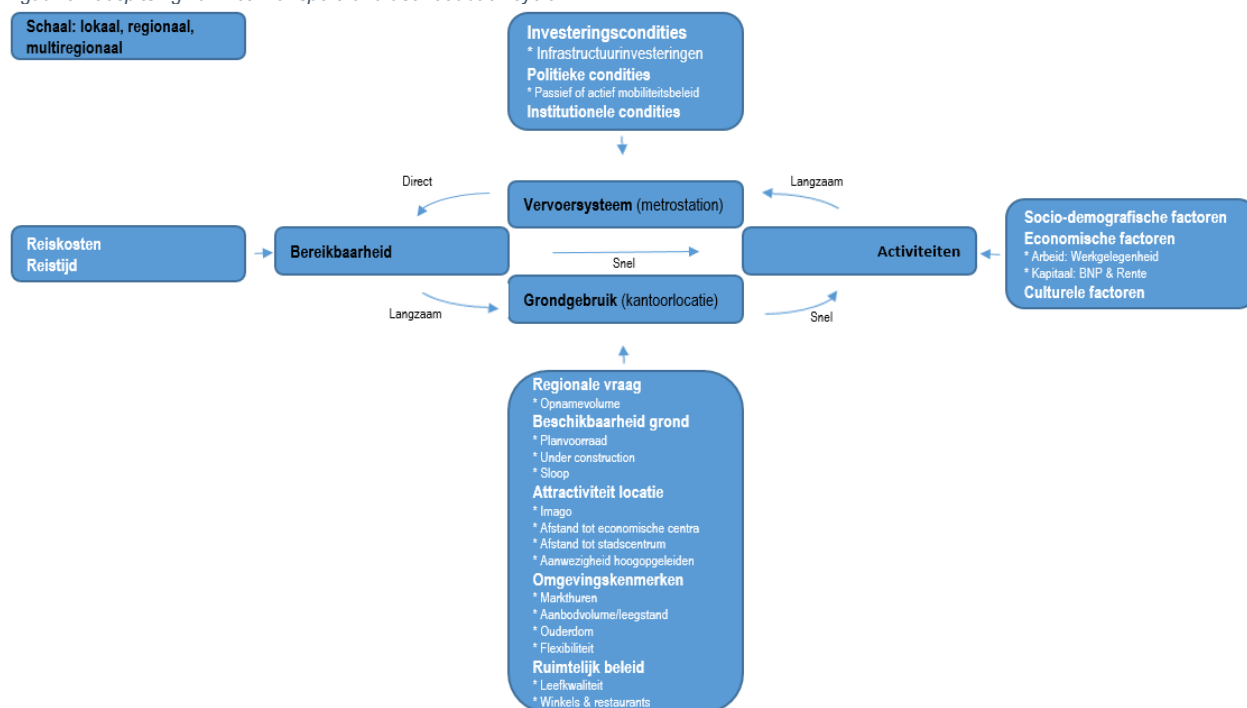 Schaal: lokaal, regionaal,
multiregionaal
Investeringscondities
* Infrastructuurinvesteringen
Politieke condities
* Passief of actief mobiliteitsbeleid
Institutionele condities
Direct
Langzaam
Vervoersysteem (metrostation)
Reiskosten
Reistijd
Bereikbaarheid
Snel
Activiteiten
Socio-demografische factoren
Economische factoren
* Arbeid: Werkgelegenheid
* Kapitaal: BNP & Rente
Culturele factoren
Langzaam
Grondgebruik (kantoorlocatie)
Snel
Regionale vraag
* Opnamevolume
Beschikbaarheid grond
* Planvoorraad
* Under construction
* Sloop
Attractiviteit locatie
* Imago
* Afstand tot economische centra
* Afstand tot stadscentrum
* Aanwezigheid hoogopgeleiden
Omgevingskenmerken
* Markthuren
* Aanbodvolume/leegstand
* Ouderdom
* Flexibiliteit
Ruimtelijk beleid
* Leefkwaliteit
* Winkels & restaurants